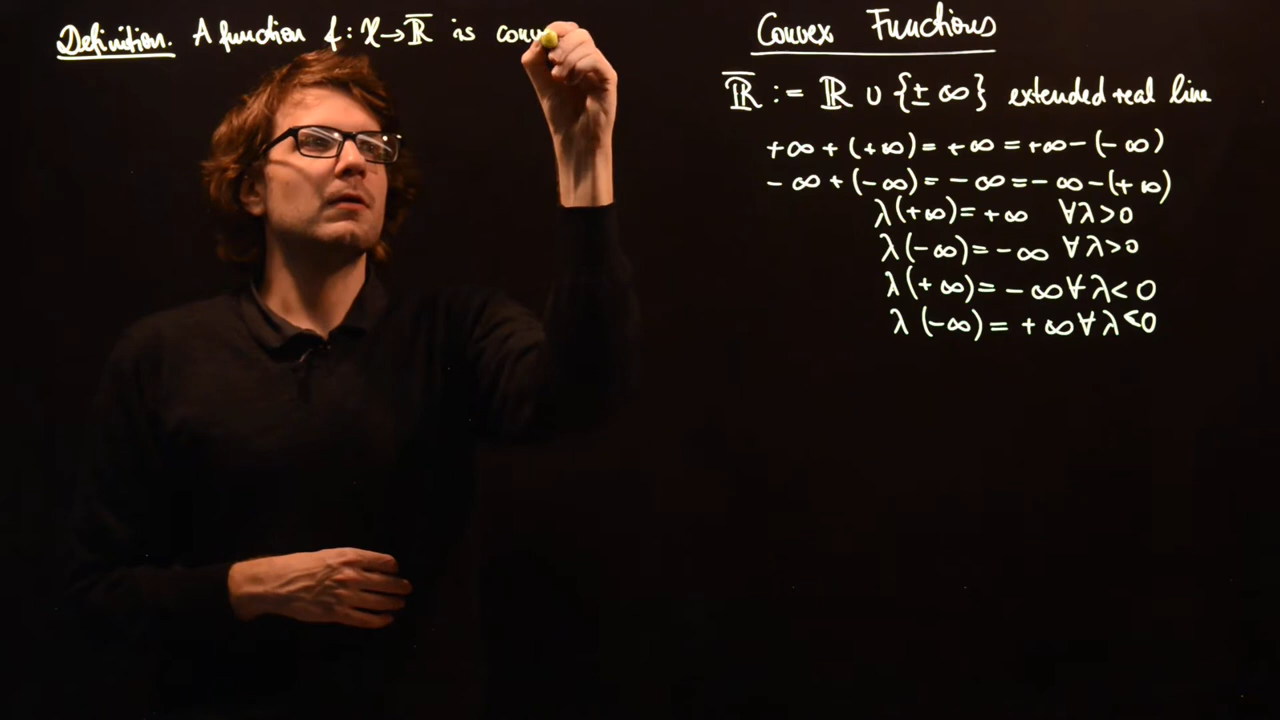 Definition. A function f : X → R̅ is conv
Convex Functions
R̅ := R ∪ {± ∞} extended real line
+∞ + (+∞) = +∞ = +∞ - (-∞)
-∞ + (-∞) = -∞ = -∞ - (+∞)
λ(+∞) = +∞ ∀λ>0
λ(-∞) = -∞ ∀λ>0
λ(+∞) = -∞ ∀λ<0
λ(-∞) = +∞ ∀λ<0